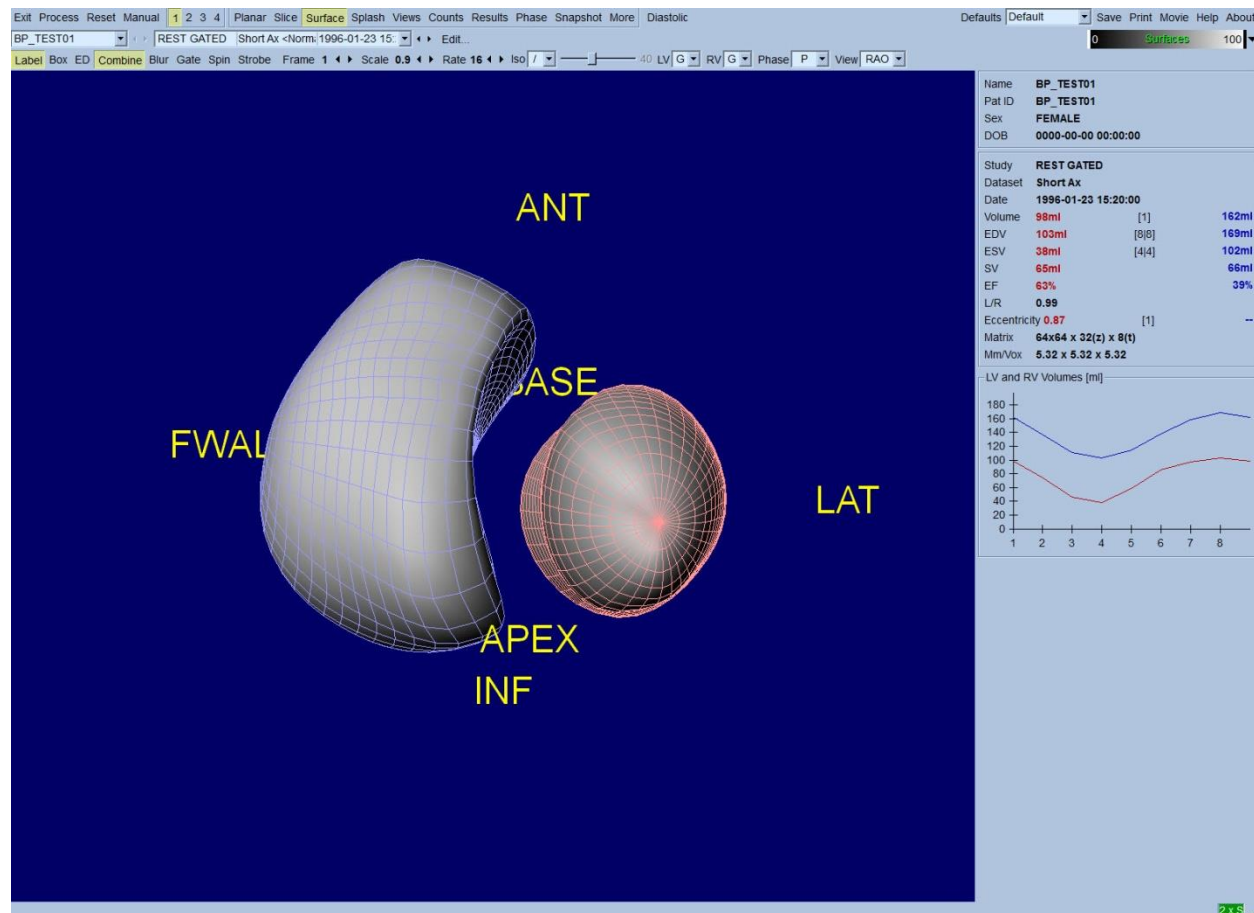 Exit Process Reset Manual 1 2 3 4 Planar Slice Surface Splash Views Counts Results Phase Snapshot More Diastolic Defaults Default Save Print Movie Help About
BP_TEST01 REST GATED Short Ax <Norm 1996-01-23 15: Edit... 0 Surfaces 100
Label Box ED Combine Blur Gate Spin Strobe Frame 1 Scale 0.9 Rate 16 Iso / 40 LV G RV G Phase P View RAO
ANT
BASE
FWAL
LAT
APEX
INF
Name BP_TEST01
Pat ID BP_TEST01
Sex FEMALE
DOB 0000-00-00 00:00:00
Study REST GATED
Dataset Short Ax
Date 1996-01-23 15:20:00
Volume 98ml [1] 162ml
EDV 103ml [8|8] 169ml
ESV 38ml [4|4] 102ml
SV 65ml 66ml
EF 63% 39%
L/R 0.99
Eccentricity 0.87 [1] --
Matrix 64x64 x 32(z) x 8(t)
Mm/Vox 5.32 x 5.32 x 5.32
LV and RV Volumes [ml]
180
160
140
120
100
80
60
40
20
0
1 2 3 4 5 6 7 8
2 x S